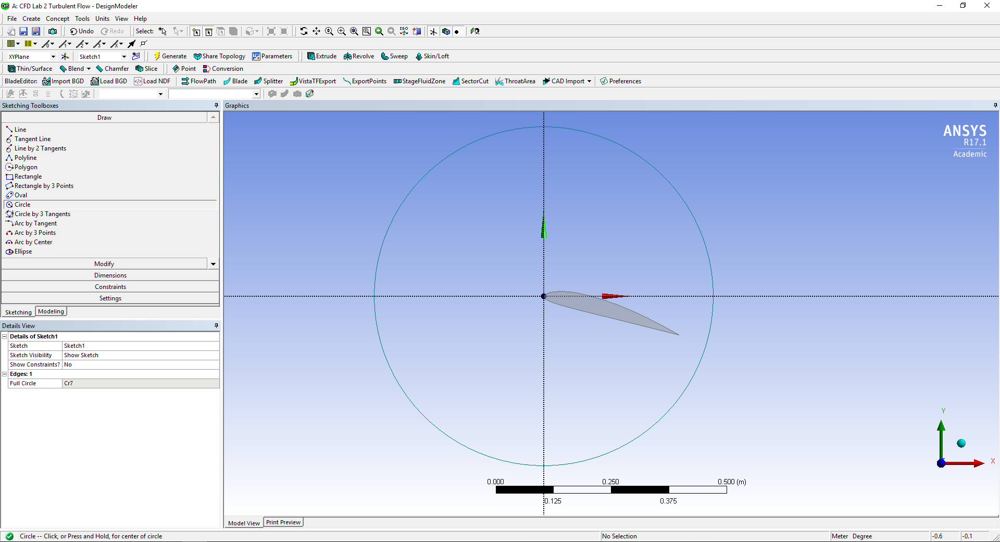 A: CFD Lab 2 Turbulent Flow - DesignModeler
File Create Concept Tools Units View Help
Undo Redo Select: ISO
XYPlane Sketch1 Generate Share Topology Parameters Extrude Revolve Sweep Skin/Loft
Thin/Surface Blend Chamfer Slice Point Conversion
BladeEditor: Import BGD Load BGD Load NDF FlowPath Blade Splitter VistaTFExport ExportPoints StageFluidZone SectorCut ThroatArea CAD Import Preferences
Sketching Toolboxes
Draw
Line
Tangent Line
Line by 2 Tangents
Polyline
Polygon
Rectangle
Rectangle by 3 Points
Oval
Circle
Circle by 3 Tangents
Arc by Tangent
Arc by 3 Points
Arc by Center
Ellipse
Modify
Dimensions
Constraints
Settings
Sketching Modeling
Details View
Details of Sketch1
Sketch Sketch1
Sketch Visibility Show Sketch
Show Constraints? No
Edges: 1
Full Circle Cr7
Graphics
ANSYS
R17.1
Academic
Y
X
0.000 0.250 0.500 (m)
0.125 0.375
Model View Print Preview
Circle -- Click, or Press and Hold, for center of circle No Selection Meter Degree -0.6 -0.1